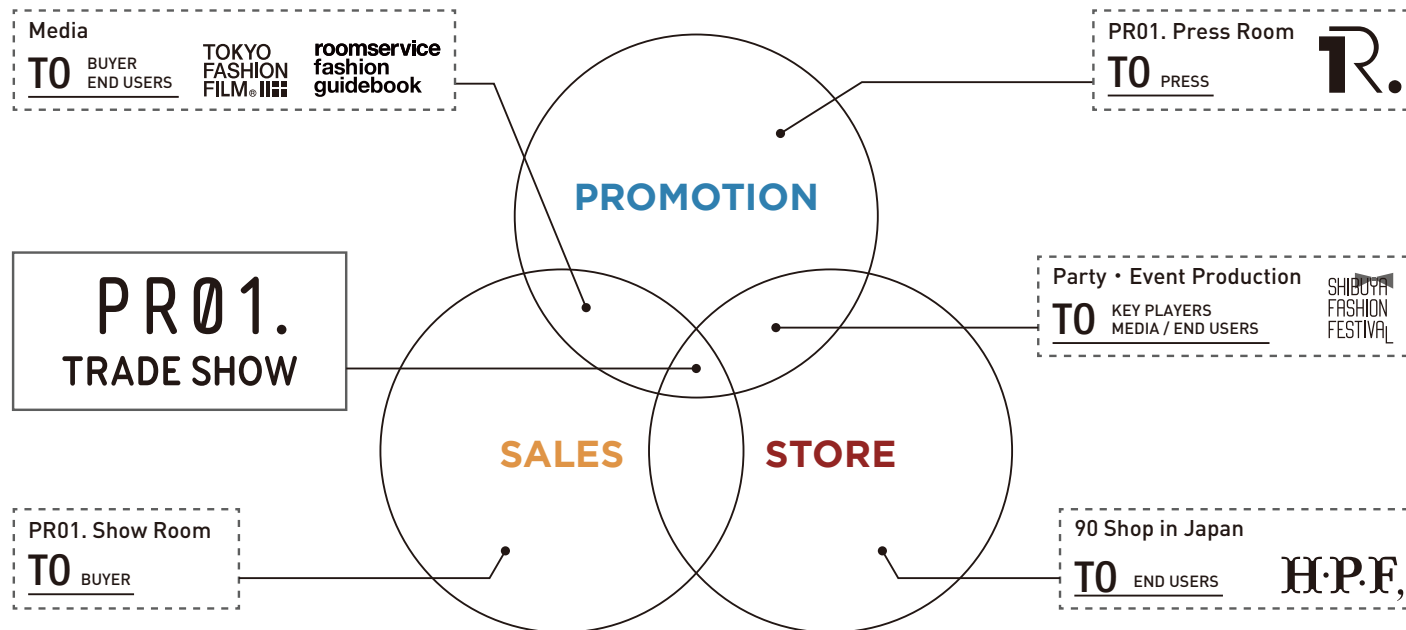 Media
TO BUYER
END USERS
TOKYO
FASHION
FILM®
roomservice
fashion
guidebook
PR01. Press Room
TO PRESS
1R.
PROMOTION
PR01.
TRADE SHOW
Party・Event Production
TO KEY PLAYERS
MEDIA / END USERS
SHIBUYA
FASHION
FESTIVAL
SALES
STORE
PR01. Show Room
TO BUYER
90 Shop in Japan
TO END USERS
H·P·F,